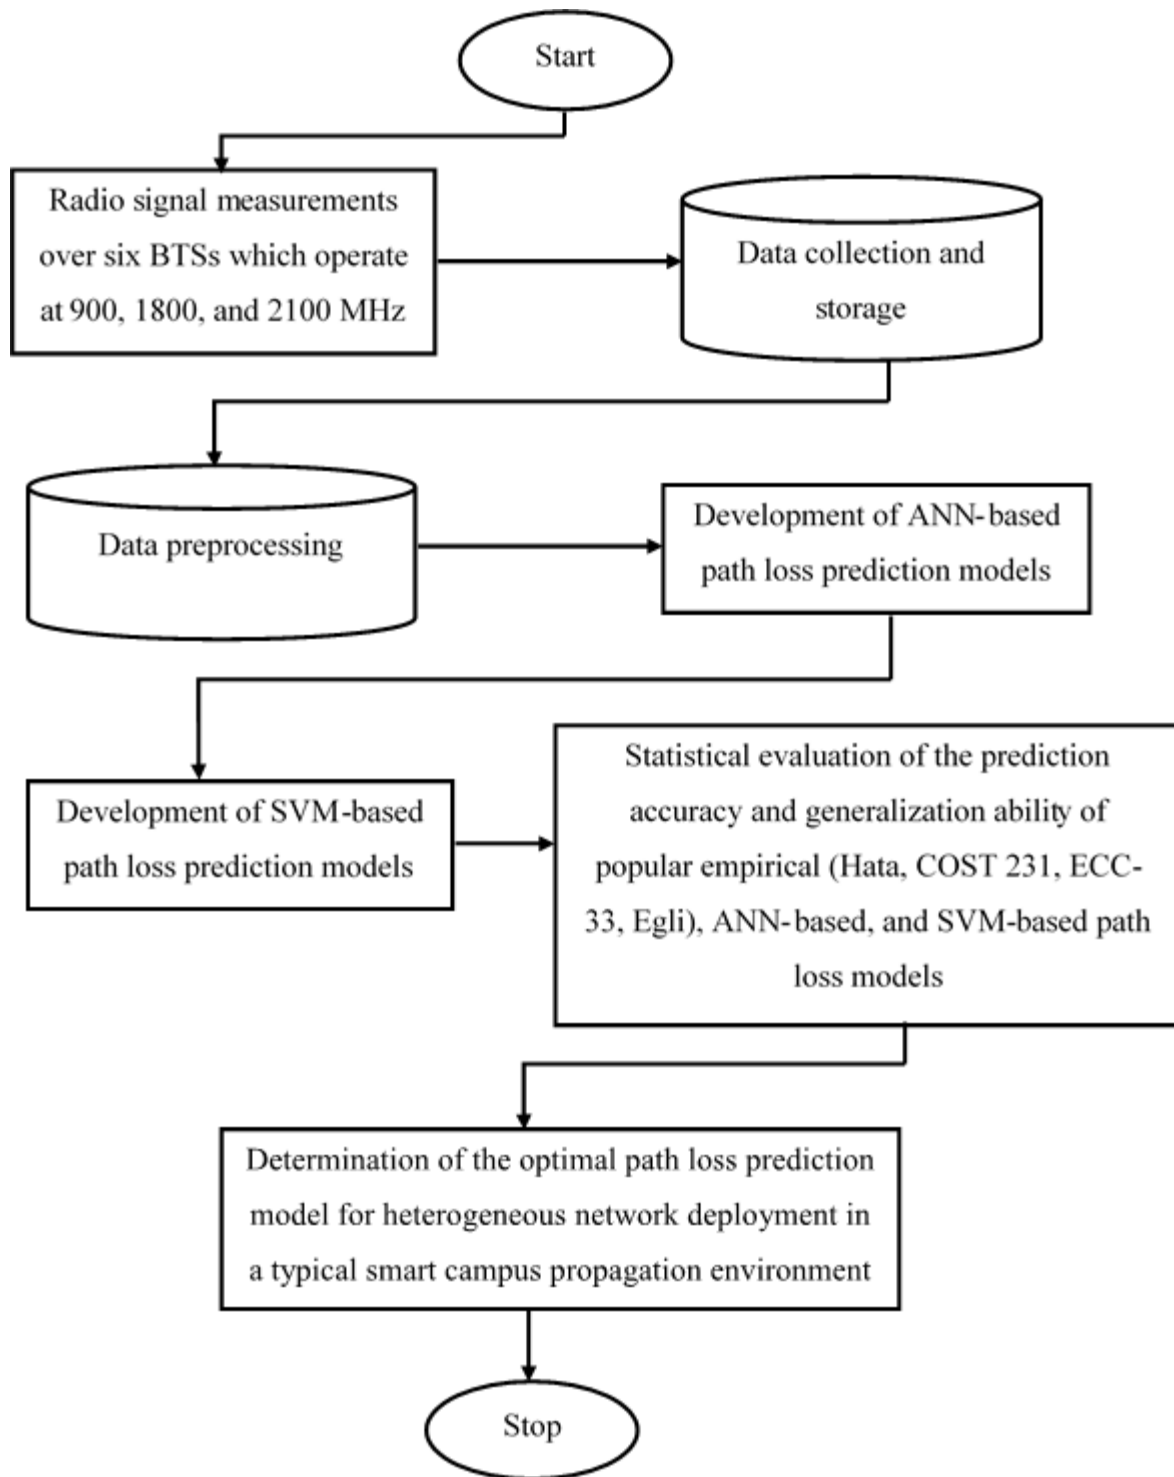 Start
Radio signal measurements
over six BTSs which operate
at 900, 1800, and 2100 MHz
Data collection and
storage
Data preprocessing
Development of ANN-based
path loss prediction models
Development of SVM-based
path loss prediction models
Statistical evaluation of the prediction
accuracy and generalization ability of
popular empirical (Hata, COST 231, ECC-
33, Egli), ANN-based, and SVM-based path
loss models
Determination of the optimal path loss prediction
model for heterogeneous network deployment in
a typical smart campus propagation environment
Stop